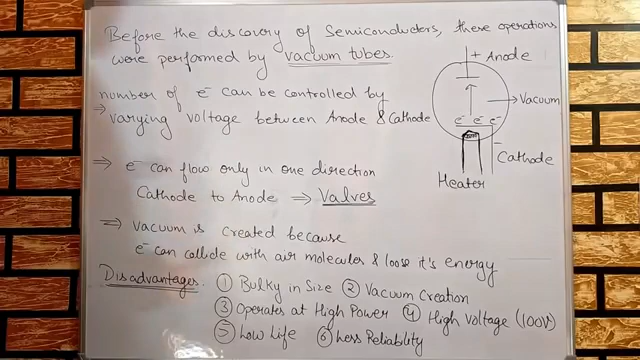 Before the discovery of Semiconductors, these operations
were performed by vacuum tubes.
+ Anode
number of e⁻ can be controlled by
⇒ varying voltage between Anode & Cathode
→ Vacuum
e⁻ e⁻ e⁻
- Cathode
Heater
⇒ e⁻ can flow only in one direction
Cathode to Anode ⇒ Valves
⇒ Vacuum is created because
e⁻ can collide with air molecules & loose it's energy
Disadvantages. ① Bulky in Size ② Vacuum Creation
③ Operates at High Power ④ High Voltage (100V)
⑤ Low Life ⑥ Less Reliability